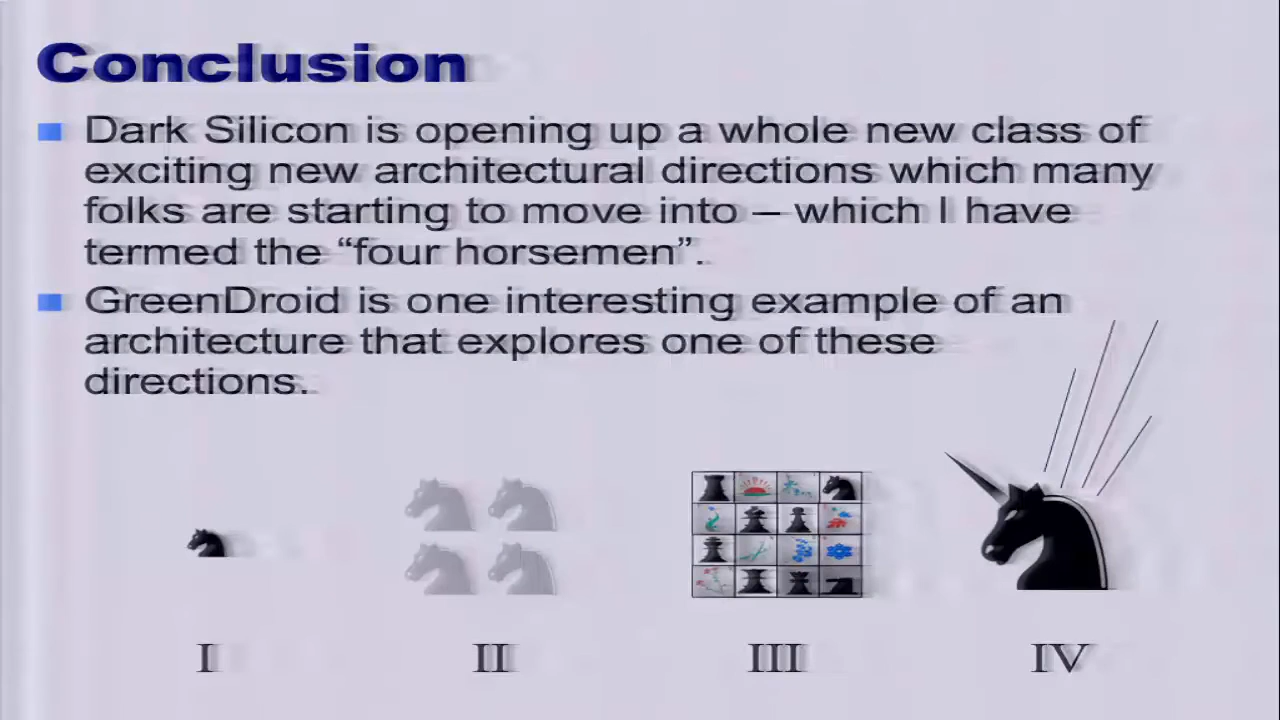 Conclusion
Dark Silicon is opening up a whole new class of
exciting new architectural directions which many
folks are starting to move into – which I have
termed the “four horsemen”.
GreenDroid is one interesting example of an
architecture that explores one of these
directions.
I II III IV